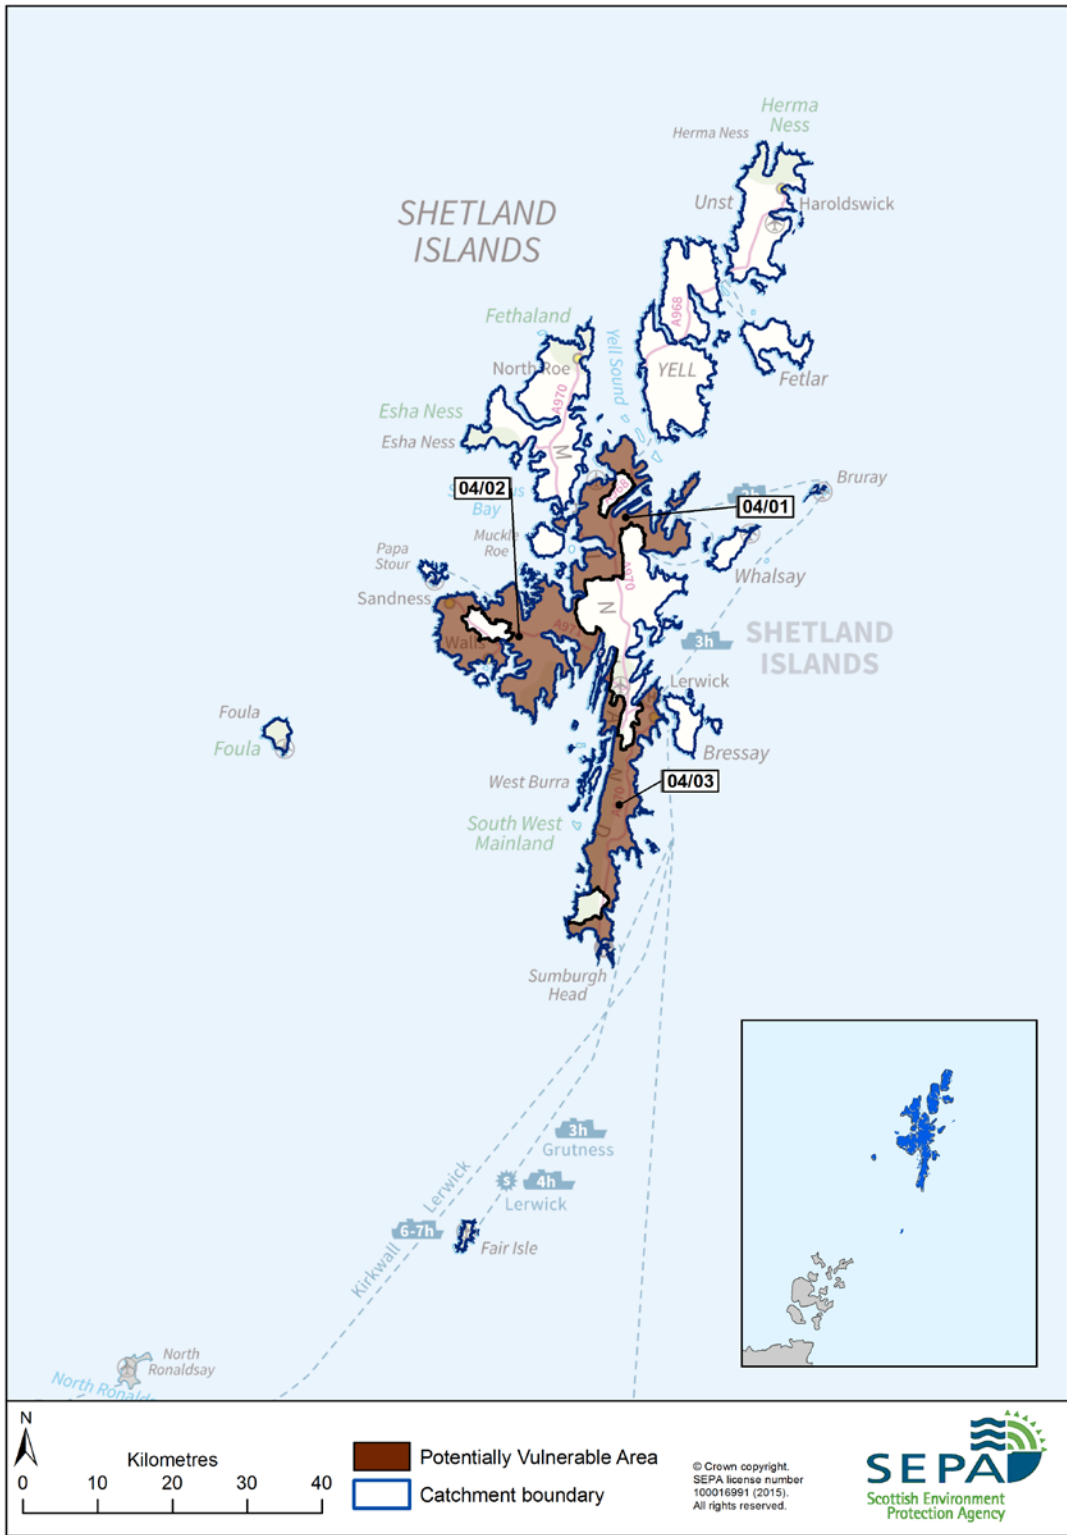 Herma
Ness
Herma Ness
SHETLAND
ISLANDS
Unst
Haroldswick
Fethaland
A968
Yell Sound
North Roe
YELL
Fetlar
A970
Esha Ness
Esha Ness
M
04/02
Bay
A968
Bruray
04/01
Muckle
Roe
Papa
Stour
Whalsay
Sandness
A970
N
Walls
A971
3h
SHETLAND
ISLANDS
Lerwick
Foula
Foula
Bressay
West Burra
N
04/03
A970
D
South West
Mainland
Sumburgh
Head
3h
Grutness
S
4h
Lerwick
Lerwick
6-7h
Kirkwall
Fair Isle
North
Ronaldsay
N
Kilometres
0 10 20 30 40
Potentially Vulnerable Area
Catchment boundary
© Crown copyright.
SEPA license number
100016991 (2015).
All rights reserved.
SEPA
Scottish Environment
Protection Agency